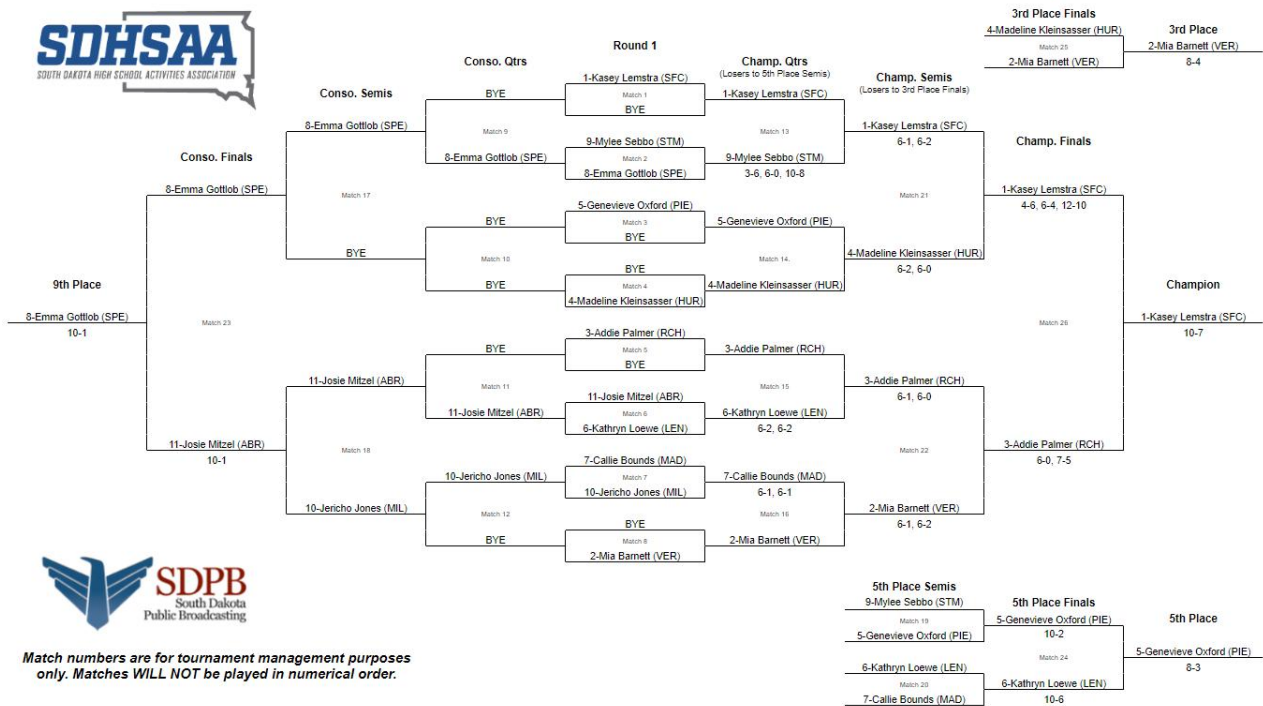 SDHSAA
SOUTH DAKOTA HIGH SCHOOL ACTIVITIES ASSOCIATION
3rd Place Finals
4-Madeline Kleinsasser (HUR)
Match 25
2-Mia Barnett (VER)
3rd Place
2-Mia Barnett (VER)
8-4
Round 1
1-Kasey Lemstra (SFC)
Match 1
BYE
9-Mylee Sebbo (STM)
Match 2
8-Emma Gottlob (SPE)
5-Genevieve Oxford (PIE)
Match 3
BYE
BYE
Match 4
4-Madeline Kleinsasser (HUR)
3-Addie Palmer (RCH)
Match 5
BYE
11-Josie Mitzel (ABR)
Match 6
6-Kathryn Loewe (LEN)
7-Callie Bounds (MAD)
Match 7
10-Jericho Jones (MIL)
BYE
Match 8
2-Mia Barnett (VER)
Conso. Qtrs
BYE
Match 9
8-Emma Gottlob (SPE)
BYE
Match 10
BYE
BYE
Match 11
11-Josie Mitzel (ABR)
10-Jericho Jones (MIL)
Match 12
BYE
Conso. Semis
8-Emma Gottlob (SPE)
Match 17
BYE
11-Josie Mitzel (ABR)
Match 18
10-Jericho Jones (MIL)
Conso. Finals
8-Emma Gottlob (SPE)
Match 23
11-Josie Mitzel (ABR)
10-1
9th Place
8-Emma Gottlob (SPE)
10-1
Champ. Qtrs
(Losers to 5th Place Semis)
1-Kasey Lemstra (SFC)
Match 13
9-Mylee Sebbo (STM)
3-6, 6-0, 10-8
5-Genevieve Oxford (PIE)
Match 14.
4-Madeline Kleinsasser (HUR)
3-Addie Palmer (RCH)
Match 15
6-Kathryn Loewe (LEN)
6-2, 6-2
7-Callie Bounds (MAD)
6-1, 6-1
Match 16
2-Mia Barnett (VER)
Champ. Semis
(Losers to 3rd Place Finals)
1-Kasey Lemstra (SFC)
6-1, 6-2
Match 21
4-Madeline Kleinsasser (HUR)
6-2, 6-0
3-Addie Palmer (RCH)
6-1, 6-0
Match 22
2-Mia Barnett (VER)
6-1, 6-2
Champ. Finals
1-Kasey Lemstra (SFC)
4-6, 6-4, 12-10
Match 26
3-Addie Palmer (RCH)
6-0, 7-5
Champion
1-Kasey Lemstra (SFC)
10-7
SDPB
South Dakota
Public Broadcasting
Match numbers are for tournament management purposes
only. Matches WILL NOT be played in numerical order.
5th Place Semis
9-Mylee Sebbo (STM)
Match 19
5-Genevieve Oxford (PIE)
6-Kathryn Loewe (LEN)
Match 20
7-Callie Bounds (MAD)
5th Place Finals
5-Genevieve Oxford (PIE)
10-2
Match 24
6-Kathryn Loewe (LEN)
10-6
5th Place
5-Genevieve Oxford (PIE)
8-3